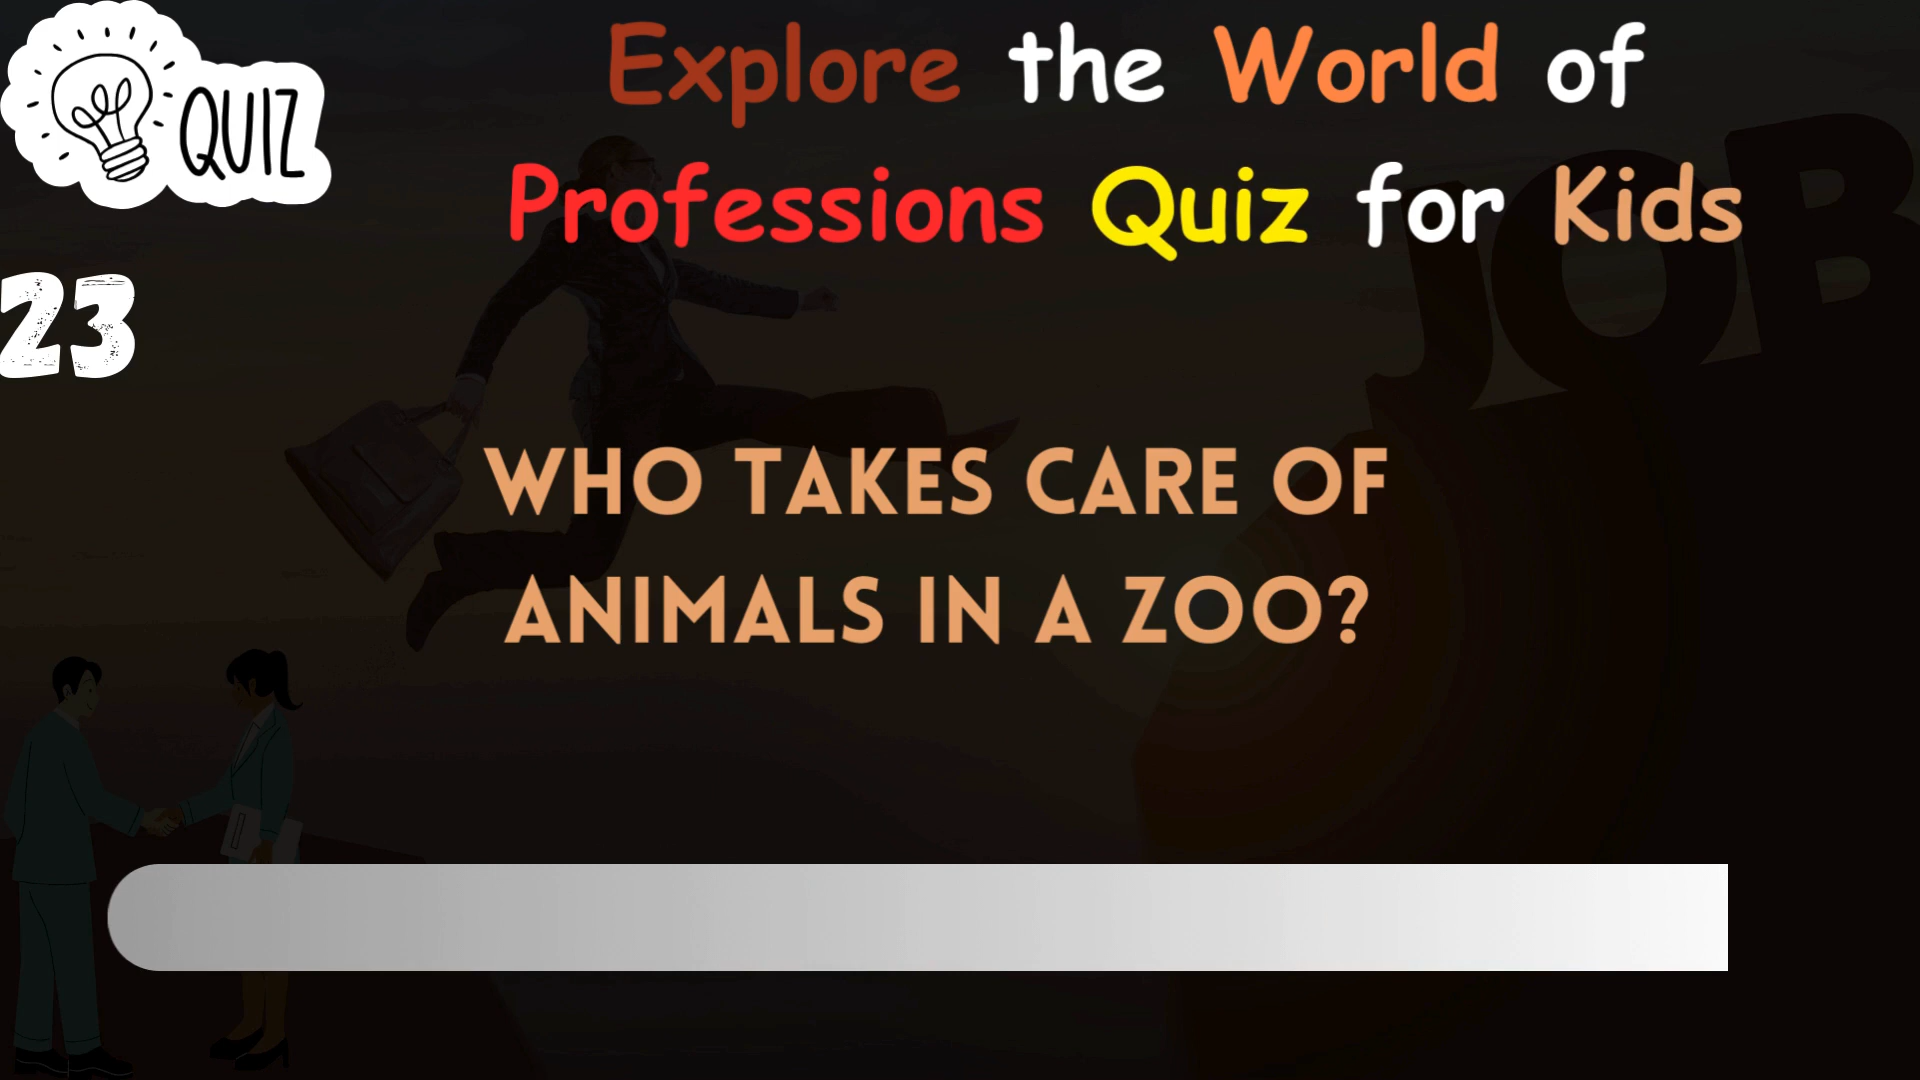 QUIZ
Explore the World of
Professions Quiz for Kids
JOB
23
WHO TAKES CARE OF
ANIMALS IN A ZOO?